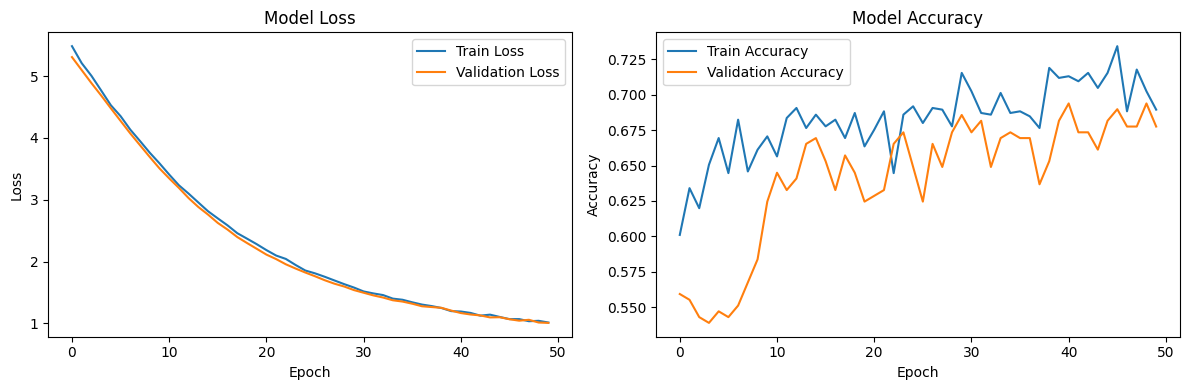 Model Loss
Train Loss
Validation Loss
Loss
5
4
3
2
1
0
10
20
30
40
50
Epoch
Model Accuracy
Train Accuracy
Validation Accuracy
Accuracy
0.725
0.700
0.675
0.650
0.625
0.600
0.575
0.550
0
10
20
30
40
50
Epoch